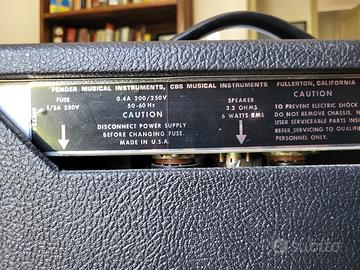 FENDER MUSICAL INSTRUMENTS, CBS MUSICAL INSTRUMENTS FULLERTON, CALIFORNIA
FUSE
1/2A 250V
0.4A 200/250V
50-60 Hz
CAUTION
DISCONNECT POWER SUPPLY
BEFORE CHANGING FUSE.
MADE IN U.S.A.
SPEAKER
3.2 OHMS
6 WATTS RMS
CAUTION
TO PREVENT ELECTRIC SHOCK
DO NOT REMOVE CHASSIS. N
USER SERVICEABLE PARTS INS
REFER SERVICING TO QUALIF
PERSONNEL ONLY.
subito